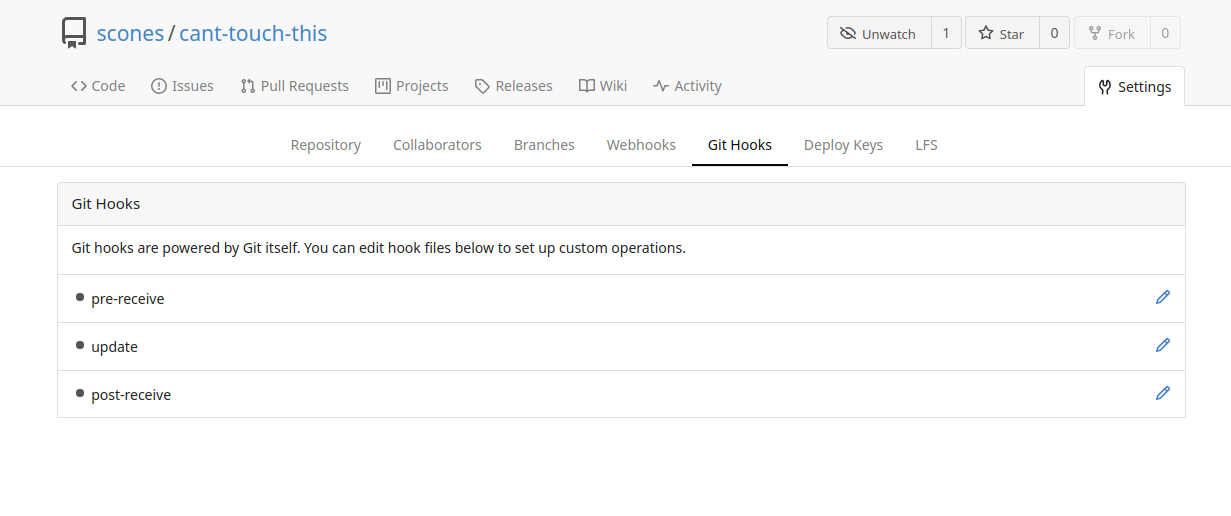 scones / cant-touch-this
Unwatch 1 Star 0 Fork 0
Code Issues Pull Requests Projects Releases Wiki Activity Settings
Repository Collaborators Branches Webhooks Git Hooks Deploy Keys LFS
Git Hooks
Git hooks are powered by Git itself. You can edit hook files below to set up custom operations.
pre-receive
update
post-receive